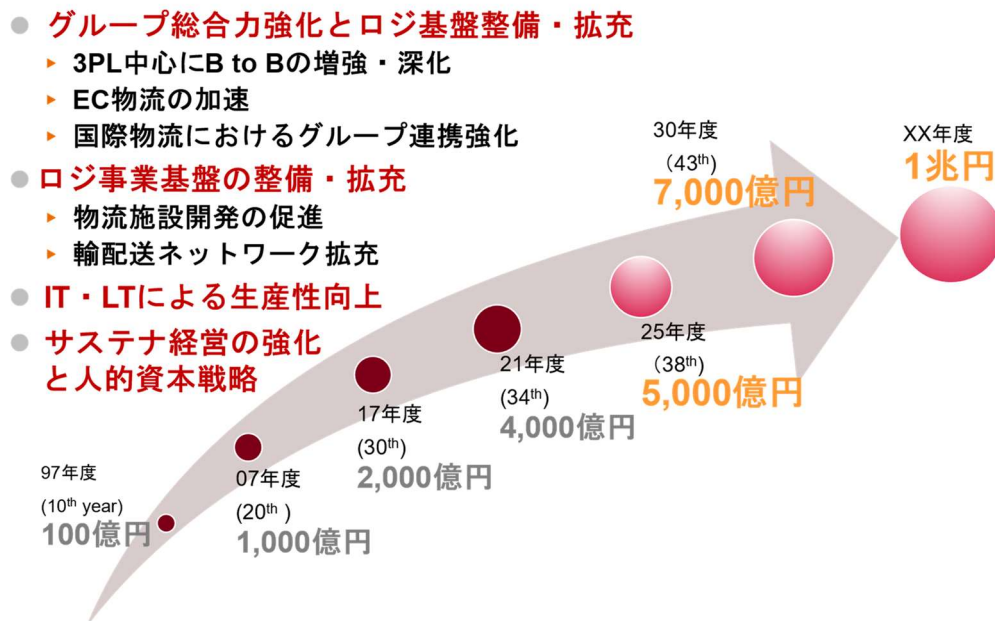 グループ総合力強化とロジ基盤整備・拡充
3PL中心にB to Bの増強・深化
EC物流の加速
国際物流におけるグループ連携強化
ロジ事業基盤の整備・拡充
物流施設開発の促進
輸配送ネットワーク拡充
IT・LTによる生産性向上
サステナ経営の強化
と人的資本戦略
97年度
(10th year)
100億円
07年度
(20th )
1,000億円
17年度
(30th)
2,000億円
21年度
(34th)
4,000億円
25年度
(38th)
5,000億円
30年度
(43th)
7,000億円
XX年度
1兆円